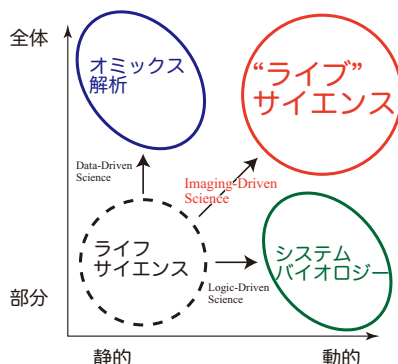 全体
オミックス
解析
“ライブ”
サイエンス
Data-Driven
Science
Imaging-Driven
Science
ライフ
サイエンス
システム
バイオロジー
Logic-Driven
Science
部分
静的
動的